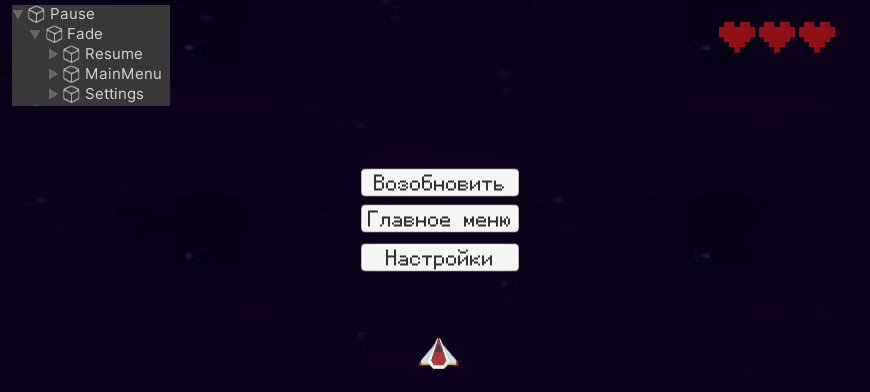 Pause
Fade
Resume
MainMenu
Settings
Возобновить
Главное меню
Настройки